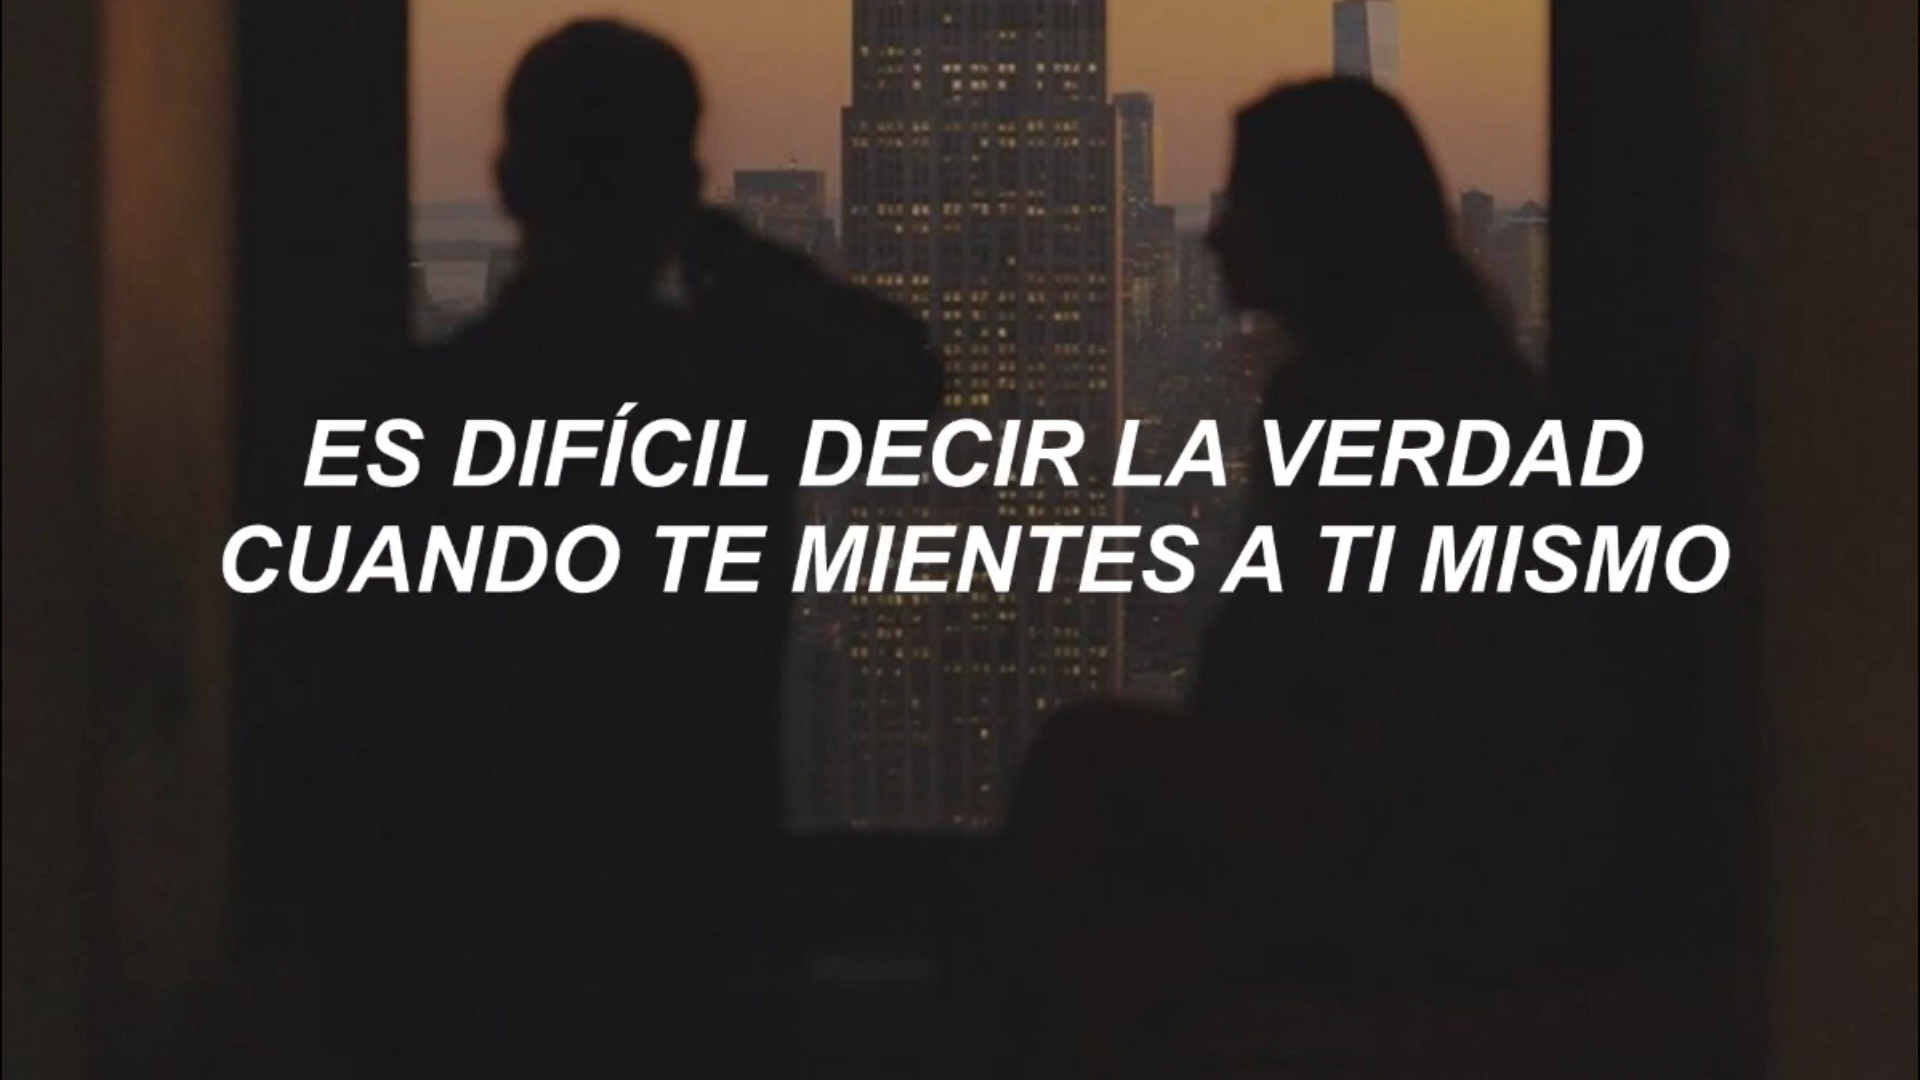 ES DIFÍCIL DECIR LA VERDAD
CUANDO TE MIENTES A TI MISMO